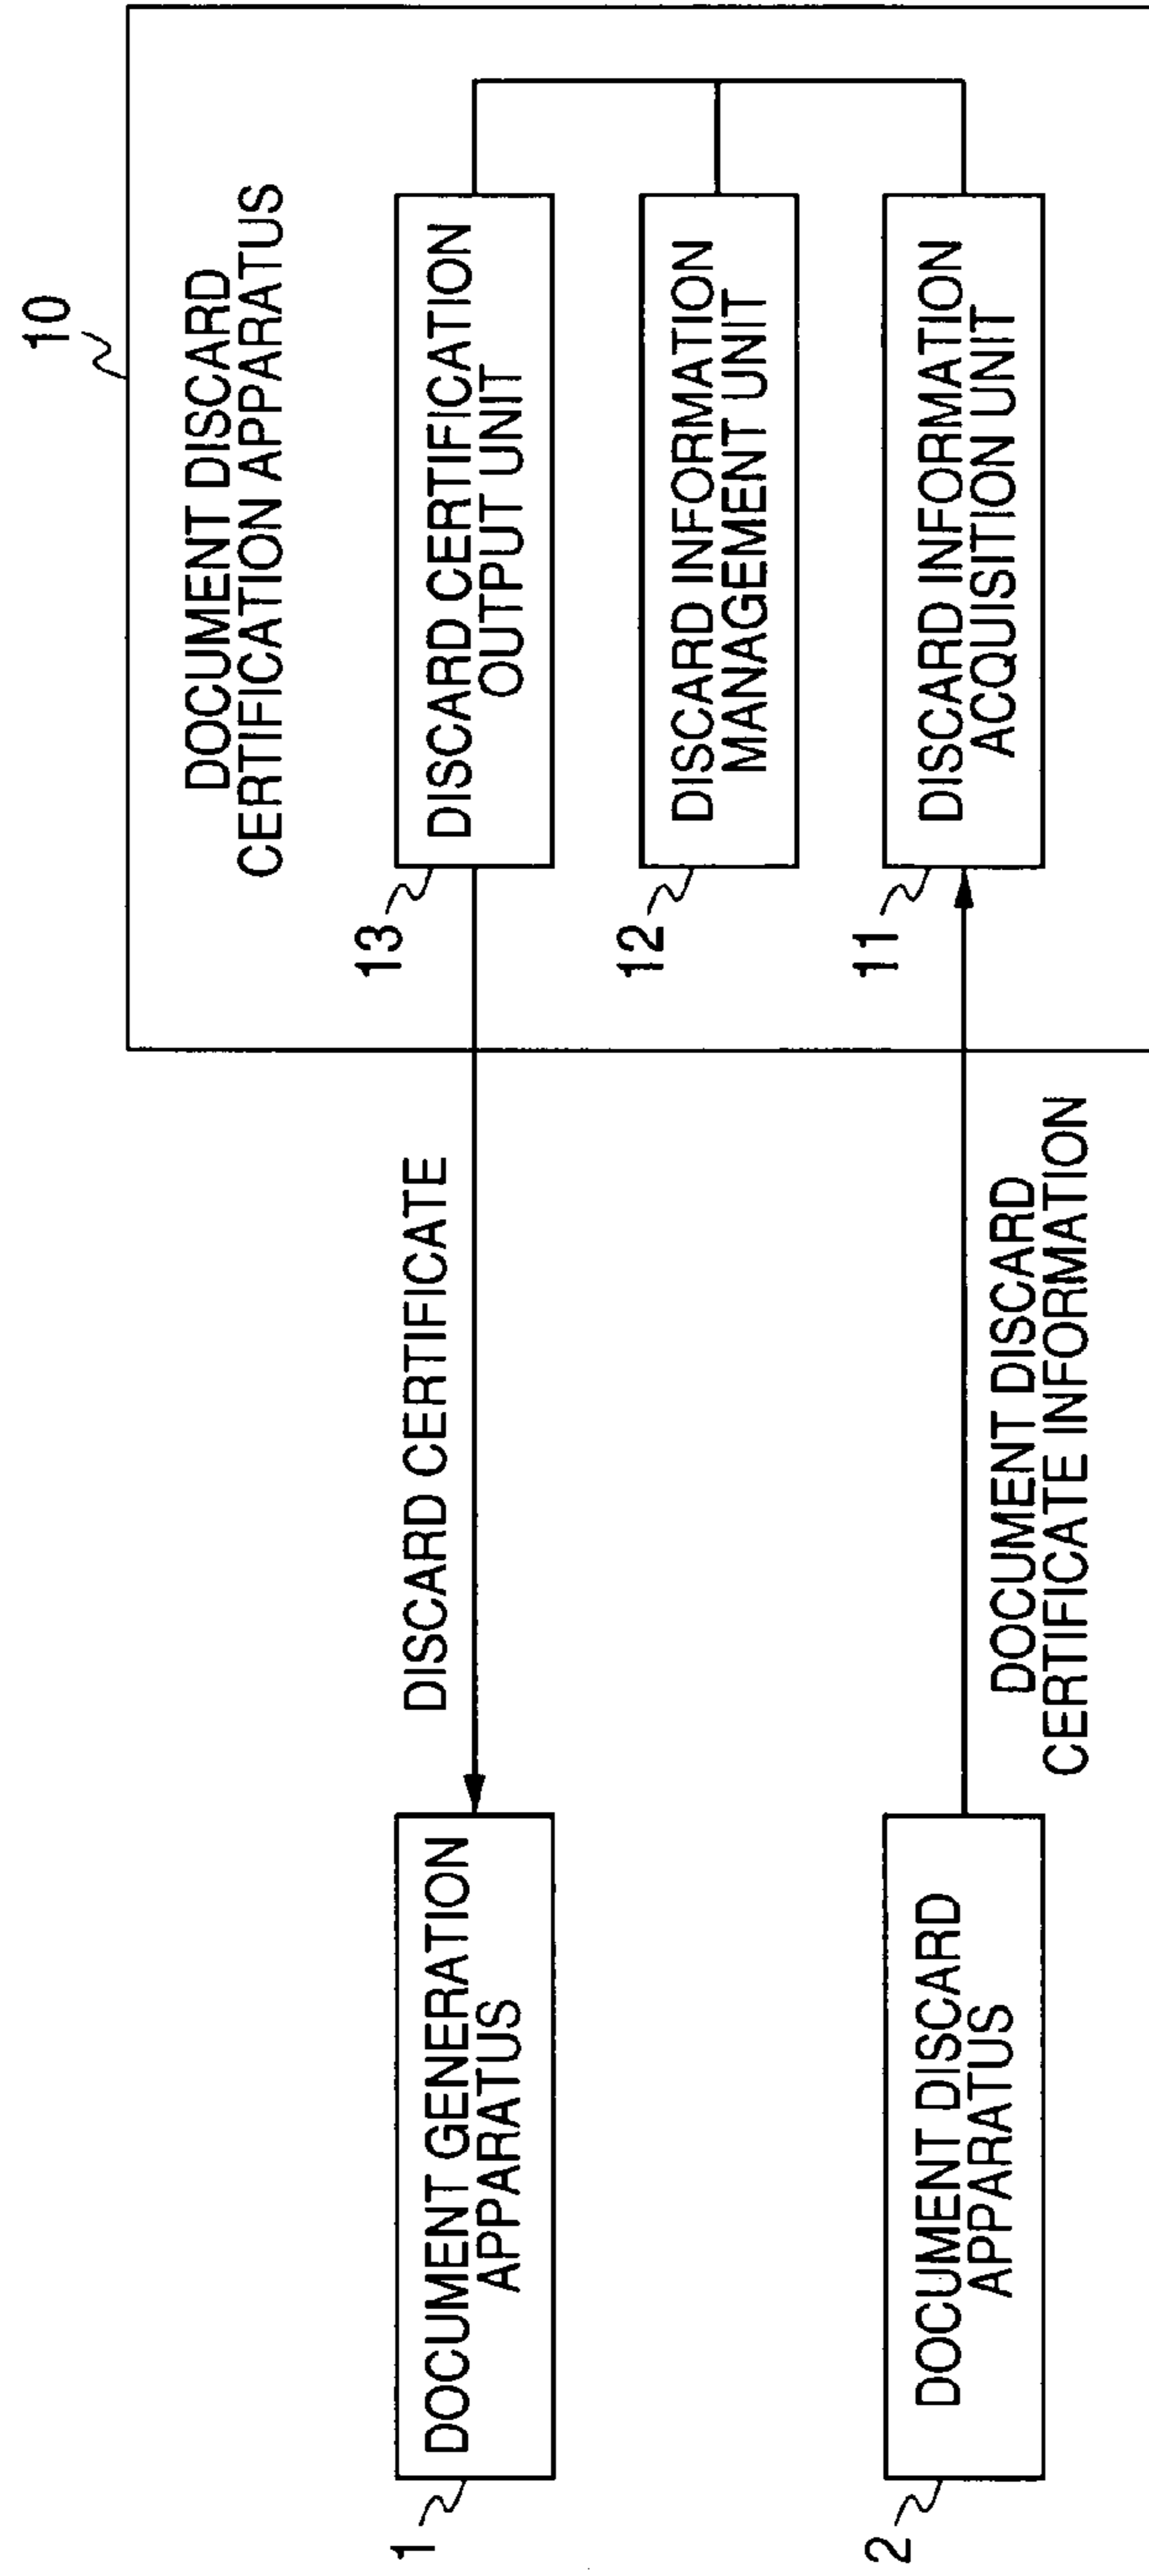 10
DOCUMENT DISCARD
CERTIFICATION APPARATUS
1
DOCUMENT GENERATION
APPARATUS
DISCARD CERTIFICATE
13
DISCARD CERTIFICATION
OUTPUT UNIT
12
DISCARD INFORMATION
MANAGEMENT UNIT
2
DOCUMENT DISCARD
APPARATUS
DOCUMENT DISCARD
CERTIFICATE INFORMATION
11
DISCARD INFORMATION
ACQUISITION UNIT